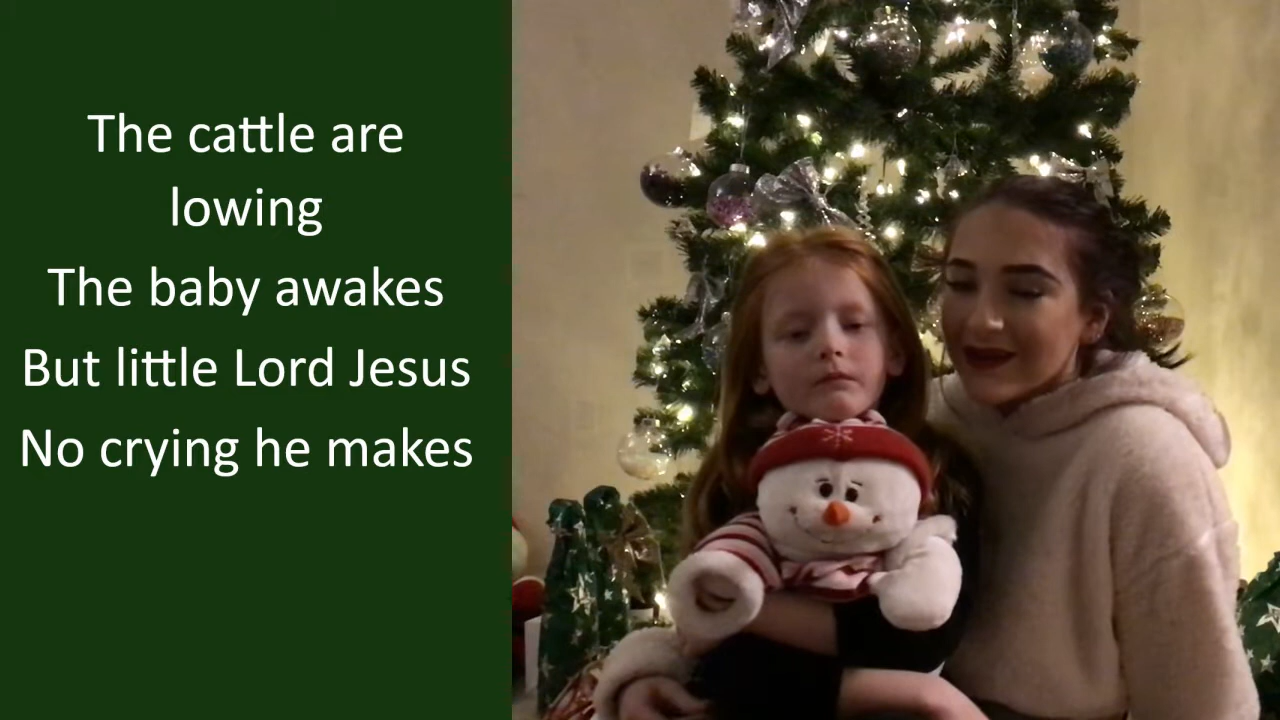 The cattle are
lowing
The baby awakes
But little Lord Jesus
No crying he makes